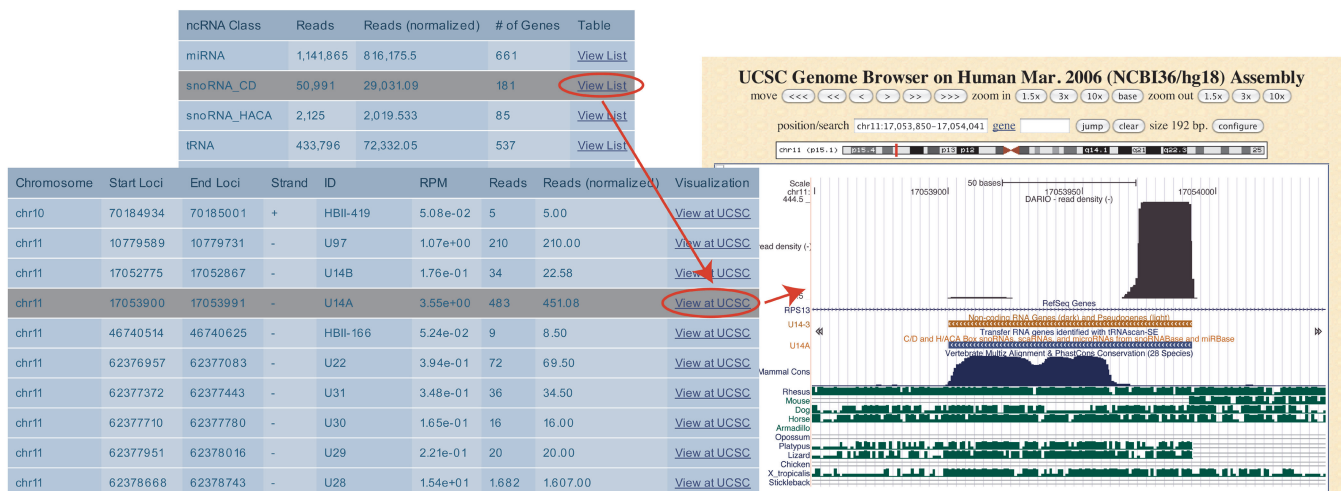 ncRNA Class Reads Reads (normalized) # of Genes Table
miRNA 1,141,865 816,175.5 661 View List
snoRNA_CD 50,991 29,031.09 181 View List
snoRNA_HACA 2,125 2,019.533 85 View List
tRNA 433,796 72,332.05 537 View List
Chromosome Start Loci End Loci Strand ID RPM Reads Reads (normalized) Visualization
chr10 70184934 70185001 + HBII-419 5.08e-02 5 5.00 View at UCSC
chr11 10779589 10779731 - U97 1.07e+00 210 210.00 View at UCSC
chr11 17052775 17052867 - U14B 1.76e-01 34 22.58 View at UCSC
chr11 17053900 17053991 - U14A 3.55e+00 483 451.08 View at UCSC
chr11 46740514 46740625 - HBII-166 5.24e-02 9 8.50 View at UCSC
chr11 62376957 62377083 - U22 3.94e-01 72 69.50 View at UCSC
chr11 62377372 62377443 - U31 3.48e-01 36 34.50 View at UCSC
chr11 62377710 62377780 - U30 1.65e-01 16 16.00 View at UCSC
chr11 62377951 62378016 - U29 2.21e-01 20 20.00 View at UCSC
chr11 62378668 62378743 - U28 1.54e+01 1.682 1.607.00 View at UCSC
UCSC Genome Browser on Human Mar. 2006 (NCBI36/hg18) Assembly
move <<< << < > >> >>> zoom in 1.5x 3x 10x base zoom out 1.5x 3x 10x
position/search chr11:17,053,850-17,054,041 gene jump clear size 192 bp. configure
chr11 (p15.1) p15.4 p13 p12 q14.1 q21 q22.3 25
Scale 50 bases
chr11: 17053900 17053950 17054000
444.5 DARIO - read density (-)
read density (-)
RefSeq Genes
RPS13
Non-coding RNA Genes (dark) and Pseudogenes (light)
U14-3
Transfer RNA genes identified with tRNAscan-SE
C/D and H/ACA Box snoRNAs, scaRNAs, and microRNAs from snoRNABase and miRBase
U14A
Vertebrate Multiz Alignment & PhastCons Conservation (28 Species)
Mammal Cons
Rhesus
Mouse
Dog
Horse
Armadillo
Opossum
Platypus
Lizard
Chicken
X_tropicalis
Stickleback